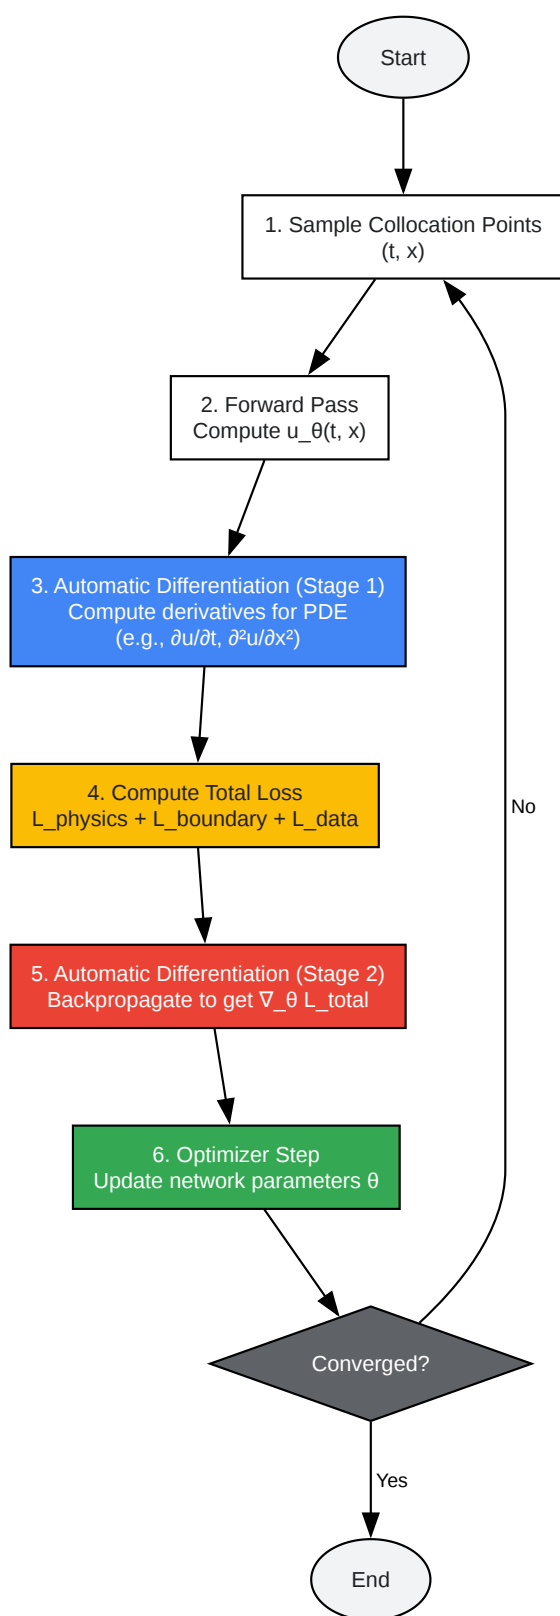 Start
1. Sample Collocation Points
(t, x)
2. Forward Pass
Compute u_θ(t, x)
3. Automatic Differentiation (Stage 1)
Compute derivatives for PDE
(e.g., ∂u/∂t, ∂²u/∂x²)
4. Compute Total Loss
L_physics + L_boundary + L_data
No
5. Automatic Differentiation (Stage 2)
Backpropagate to get ∇_θ L_total
6. Optimizer Step
Update network parameters θ
Converged?
Yes
End